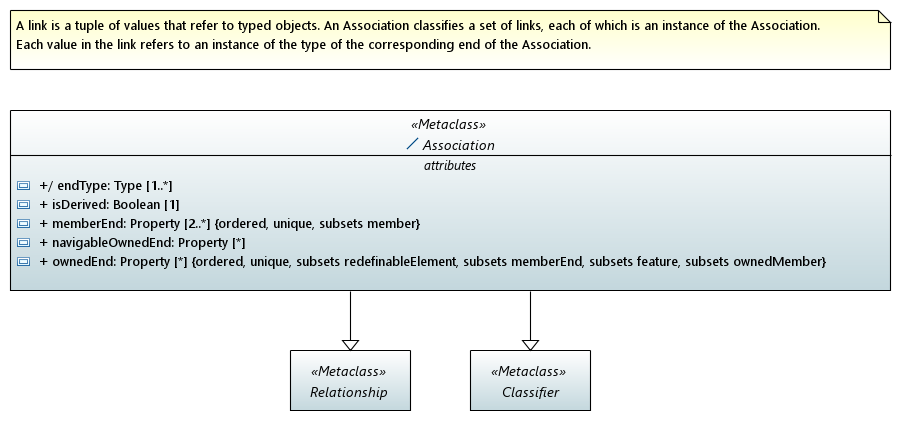 A link is a tuple of values that refer to typed objects. An Association classifies a set of links, each of which is an instance of the Association.
Each value in the link refers to an instance of the type of the corresponding end of the Association.
«Metaclass»
Association
attributes
+/ endType: Type [1..*]
+ isDerived: Boolean [1]
+ memberEnd: Property [2..*] {ordered, unique, subsets member}
+ navigableOwnedEnd: Property [*]
+ ownedEnd: Property [*] {ordered, unique, subsets redefinableElement, subsets memberEnd, subsets feature, subsets ownedMember}
«Metaclass»
Relationship
«Metaclass»
Classifier